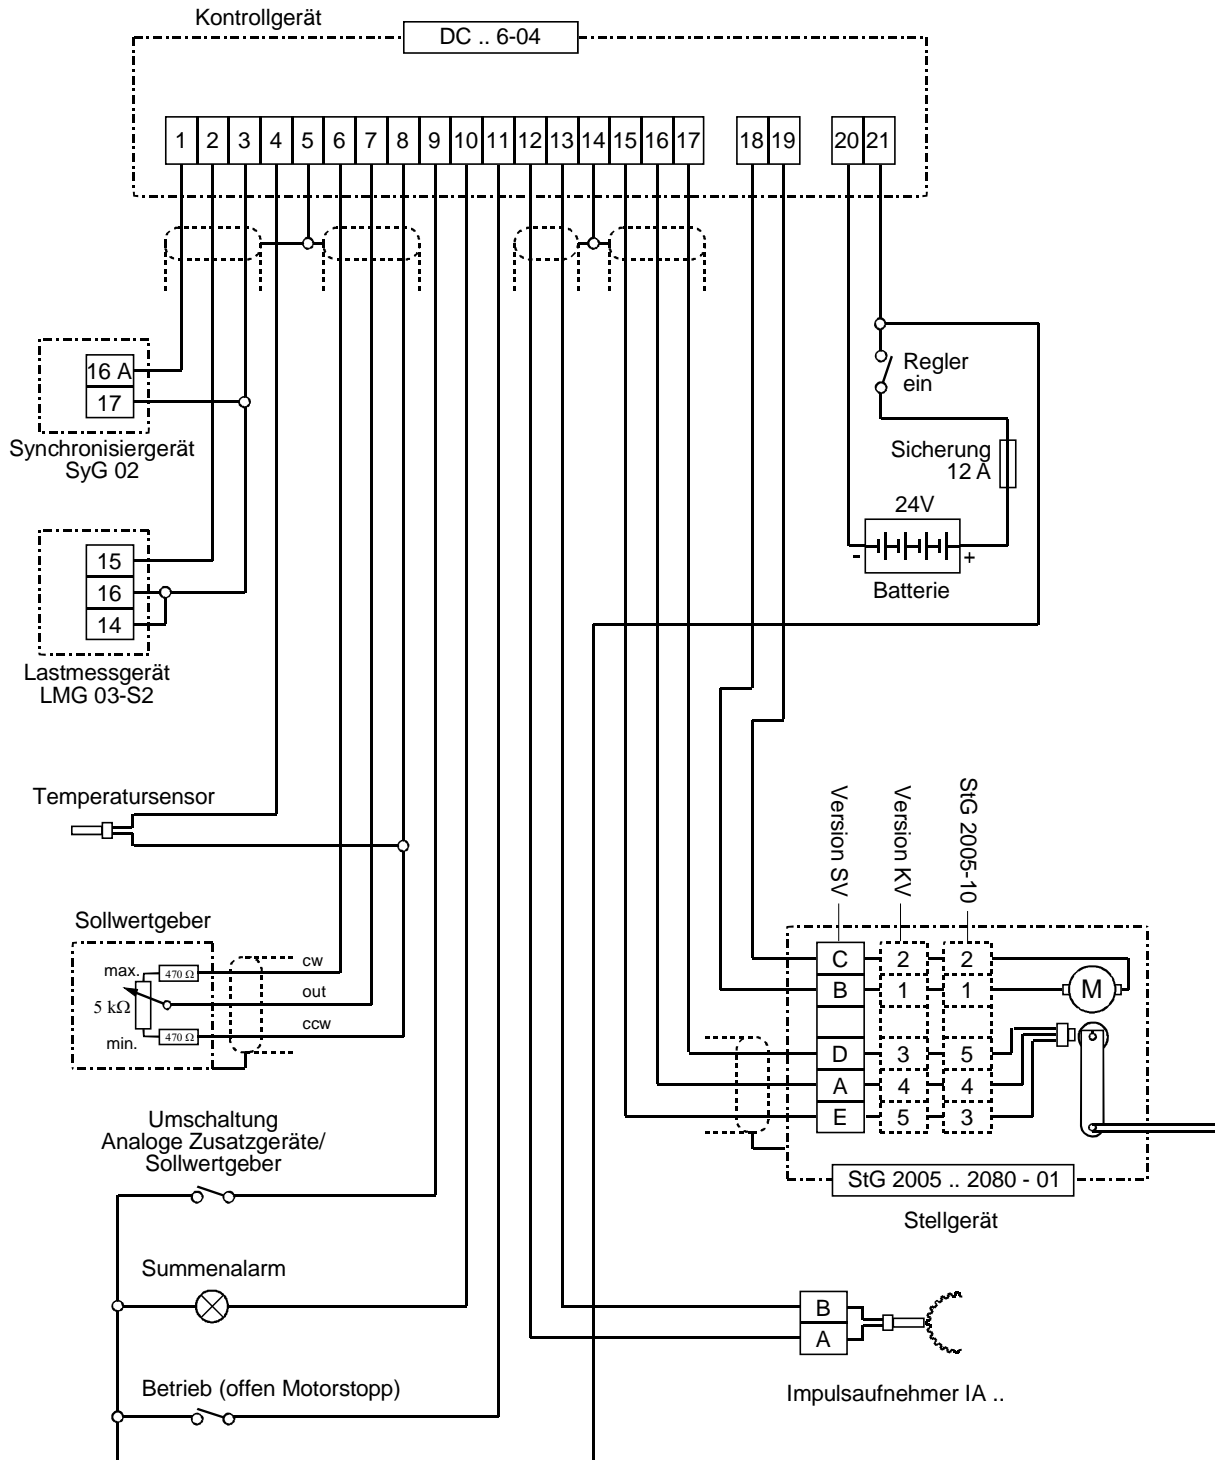 Kontrollgerät
DC .. 6-04
1 2 3 4 5 6 7 8 9 10 11 12 13 14 15 16 17 18 19 20 21
16 A
17
Synchronisiergerät
SyG 02
Regler
ein
Sicherung
12 A
24V
- +
Batterie
15
16
14
Lastmessgerät
LMG 03-S2
Temperatursensor
Version SV
Version KV
StG 2005-10
Sollwertgeber
max.
470 Ω
cw
5 kΩ
out
min.
470 Ω
ccw
C 2 2
B 1 1
M
D 3 5
A 4 4
E 5 3
StG 2005 .. 2080 - 01
Stellgerät
Umschaltung
Analoge Zusatzgeräte/
Sollwertgeber
Summenalarm
B
A
Impulsaufnehmer IA ..
Betrieb (offen Motorstopp)